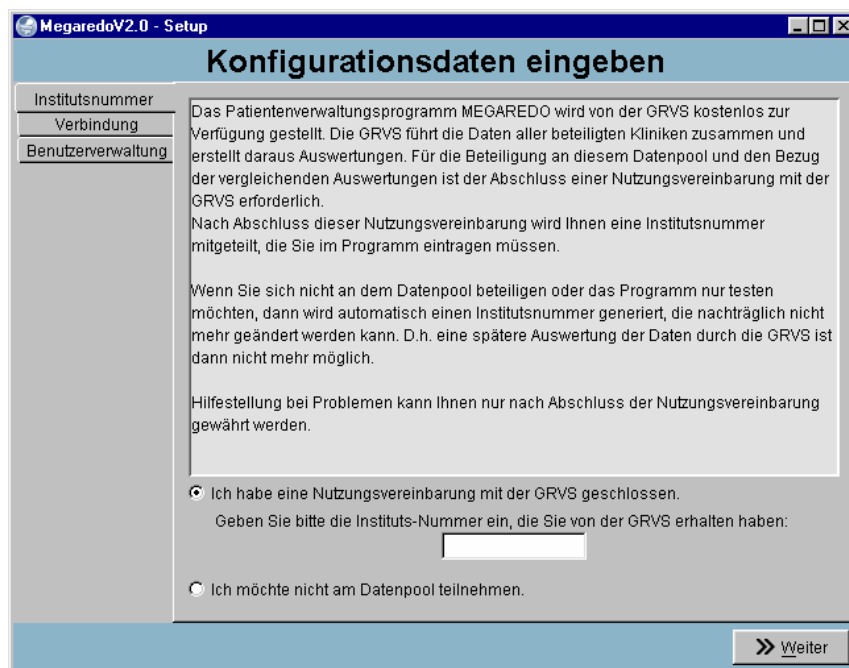 MegaredoV2.0 - Setup
Konfigurationsdaten eingeben
Institutsnummer
Verbindung
Benutzerverwaltung
Das Patientenverwaltungsprogramm MEGAREDO wird von der GRVS kostenlos zur
Verfügung gestellt. Die GRVS führt die Daten aller beteiligten Kliniken zusammen und
erstellt daraus Auswertungen. Für die Beteiligung an diesem Datenpool und den Bezug
der vergleichenden Auswertungen ist der Abschluss einer Nutzungsvereinbarung mit der
GRVS erforderlich.
Nach Abschluss dieser Nutzungsvereinbarung wird Ihnen eine Institutsnummer
mitgeteilt, die Sie im Programm eintragen müssen.
Wenn Sie sich nicht an dem Datenpool beteiligen oder das Programm nur testen
möchten, dann wird automatisch einen Institutsnummer generiert, die nachträglich nicht
mehr geändert werden kann. D.h. eine spätere Auswertung der Daten durch die GRVS ist
dann nicht mehr möglich.
Hilfestellung bei Problemen kann Ihnen nur nach Abschluss der Nutzungsvereinbarung
gewährt werden.
Ich habe eine Nutzungsvereinbarung mit der GRVS geschlossen.
Geben Sie bitte die Instituts-Nummer ein, die Sie von der GRVS erhalten haben:
Ich möchte nicht am Datenpool teilnehmen.
Weiter